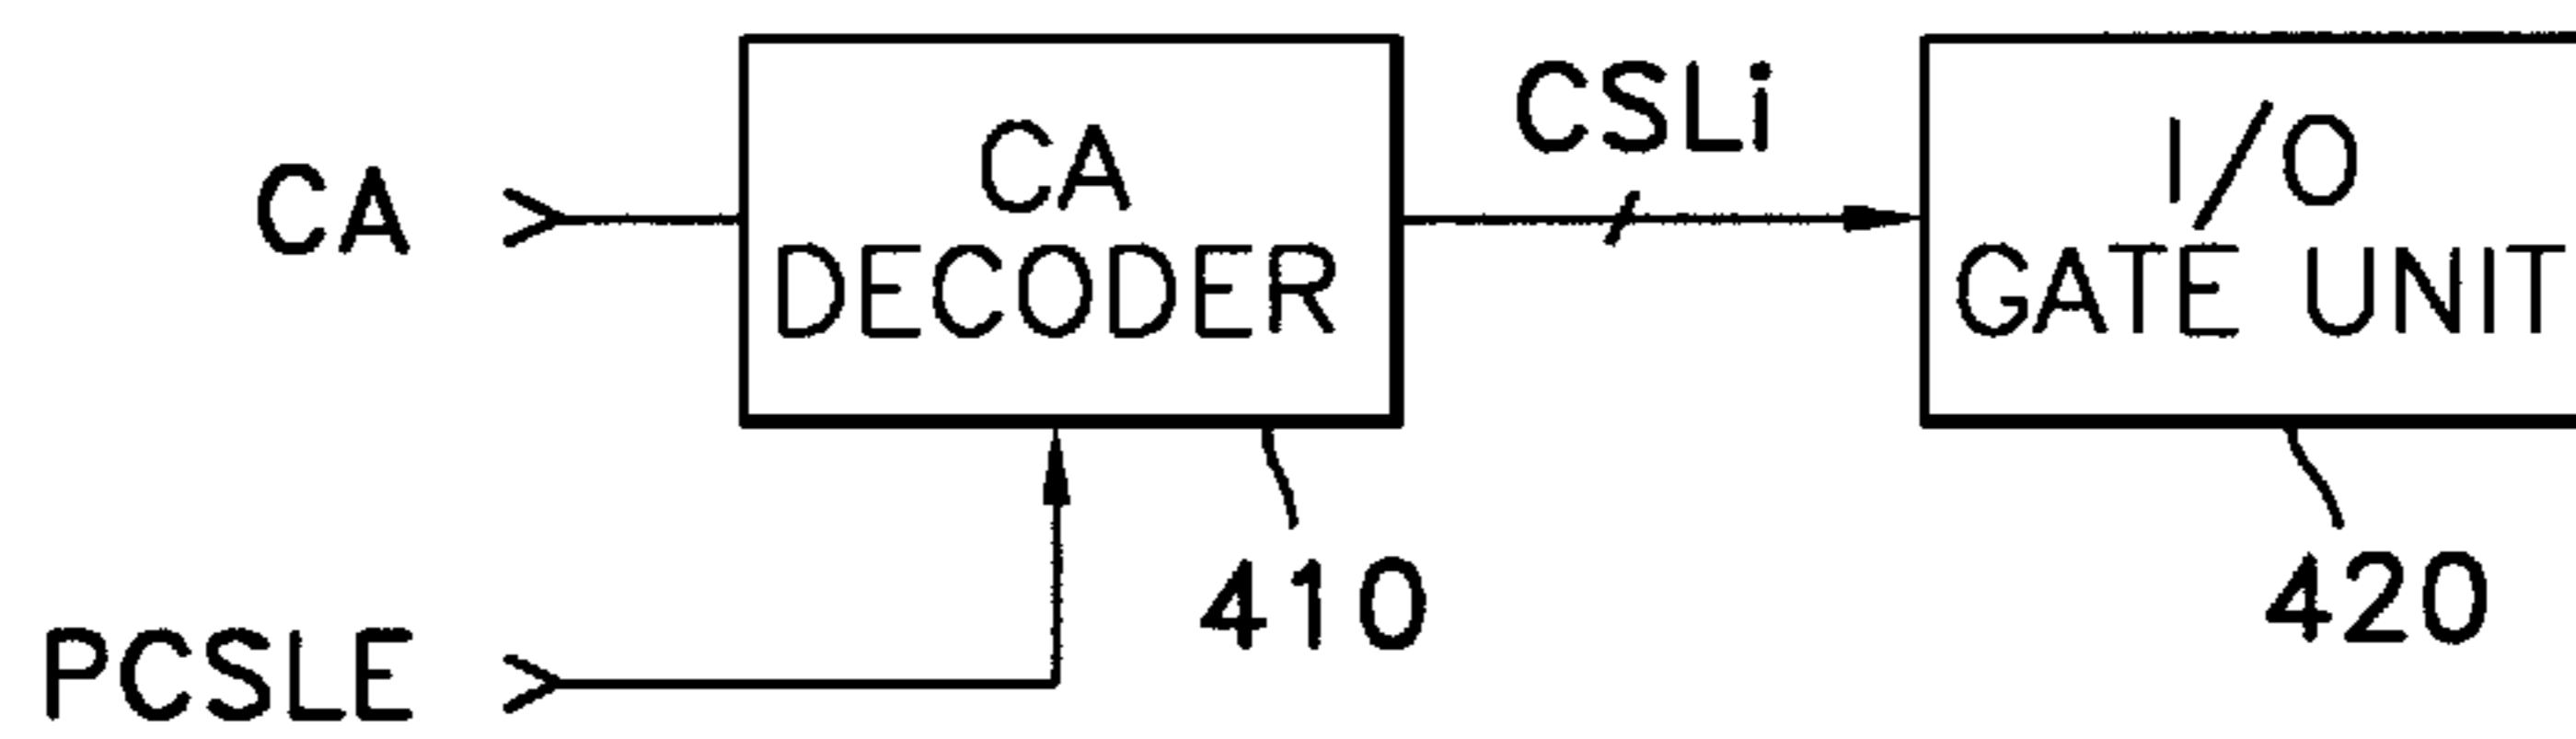 CSLi
I/O
CA
CA
DECODER
GATE UNIT
410
420
PCSLE